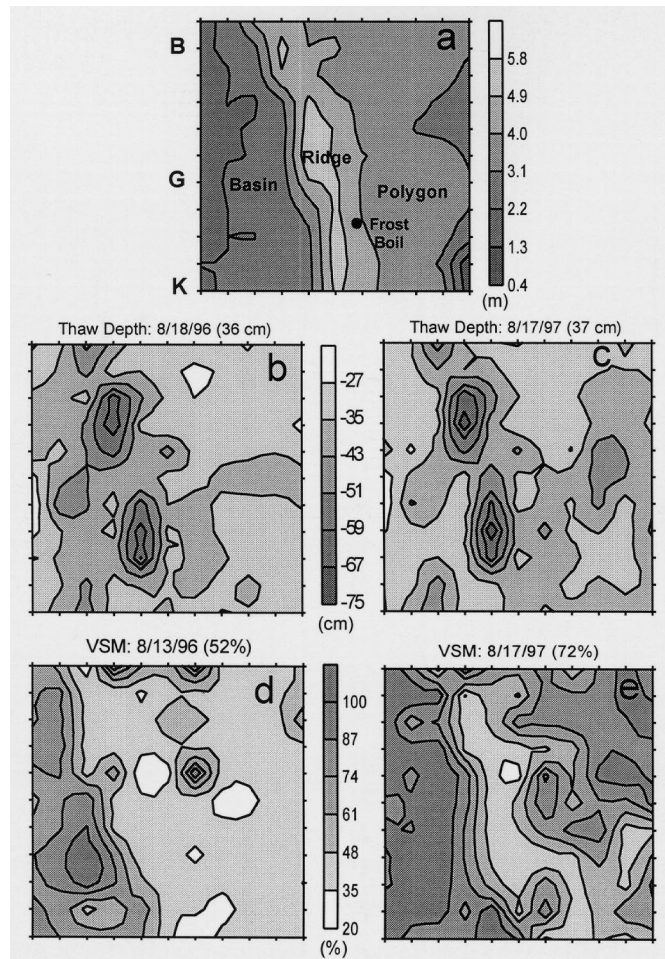 a
B
G
K
Basin
Ridge
Polygon
Frost
Boil
5.8
4.9
4.0
3.1
2.2
1.3
0.4
(m)
Thaw Depth: 8/18/96 (36 cm)
b
-27
-35
-43
-51
-59
-67
-75
(cm)
Thaw Depth: 8/17/97 (37 cm)
c
VSM: 8/13/96 (52%)
d
100
87
74
61
48
35
20
(%)
VSM: 8/17/97 (72%)
e